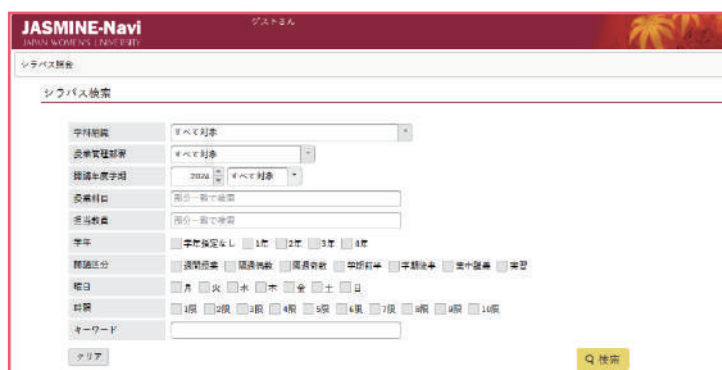 JASMINE-Navi
JAPAN WOMEN'S UNIVERSITY
ゲストさん
シラバス照会
シラバス検索
学科組織 すべて対象
授業管理部署 すべて対象
開講年度学期 2024 すべて対象
授業科目 部分一致で検索
担当教員 部分一致で検索
学年 学年指定なし 1年 2年 3年 4年
開講区分 週間授業 隔週偶数 隔週奇数 学期前半 学期後半 集中講義 実習
曜日 月 火 水 木 金 土 日
時限 1限 2限 3限 4限 5限 6限 7限 8限 9限 10限
キーワード
クリア 検索